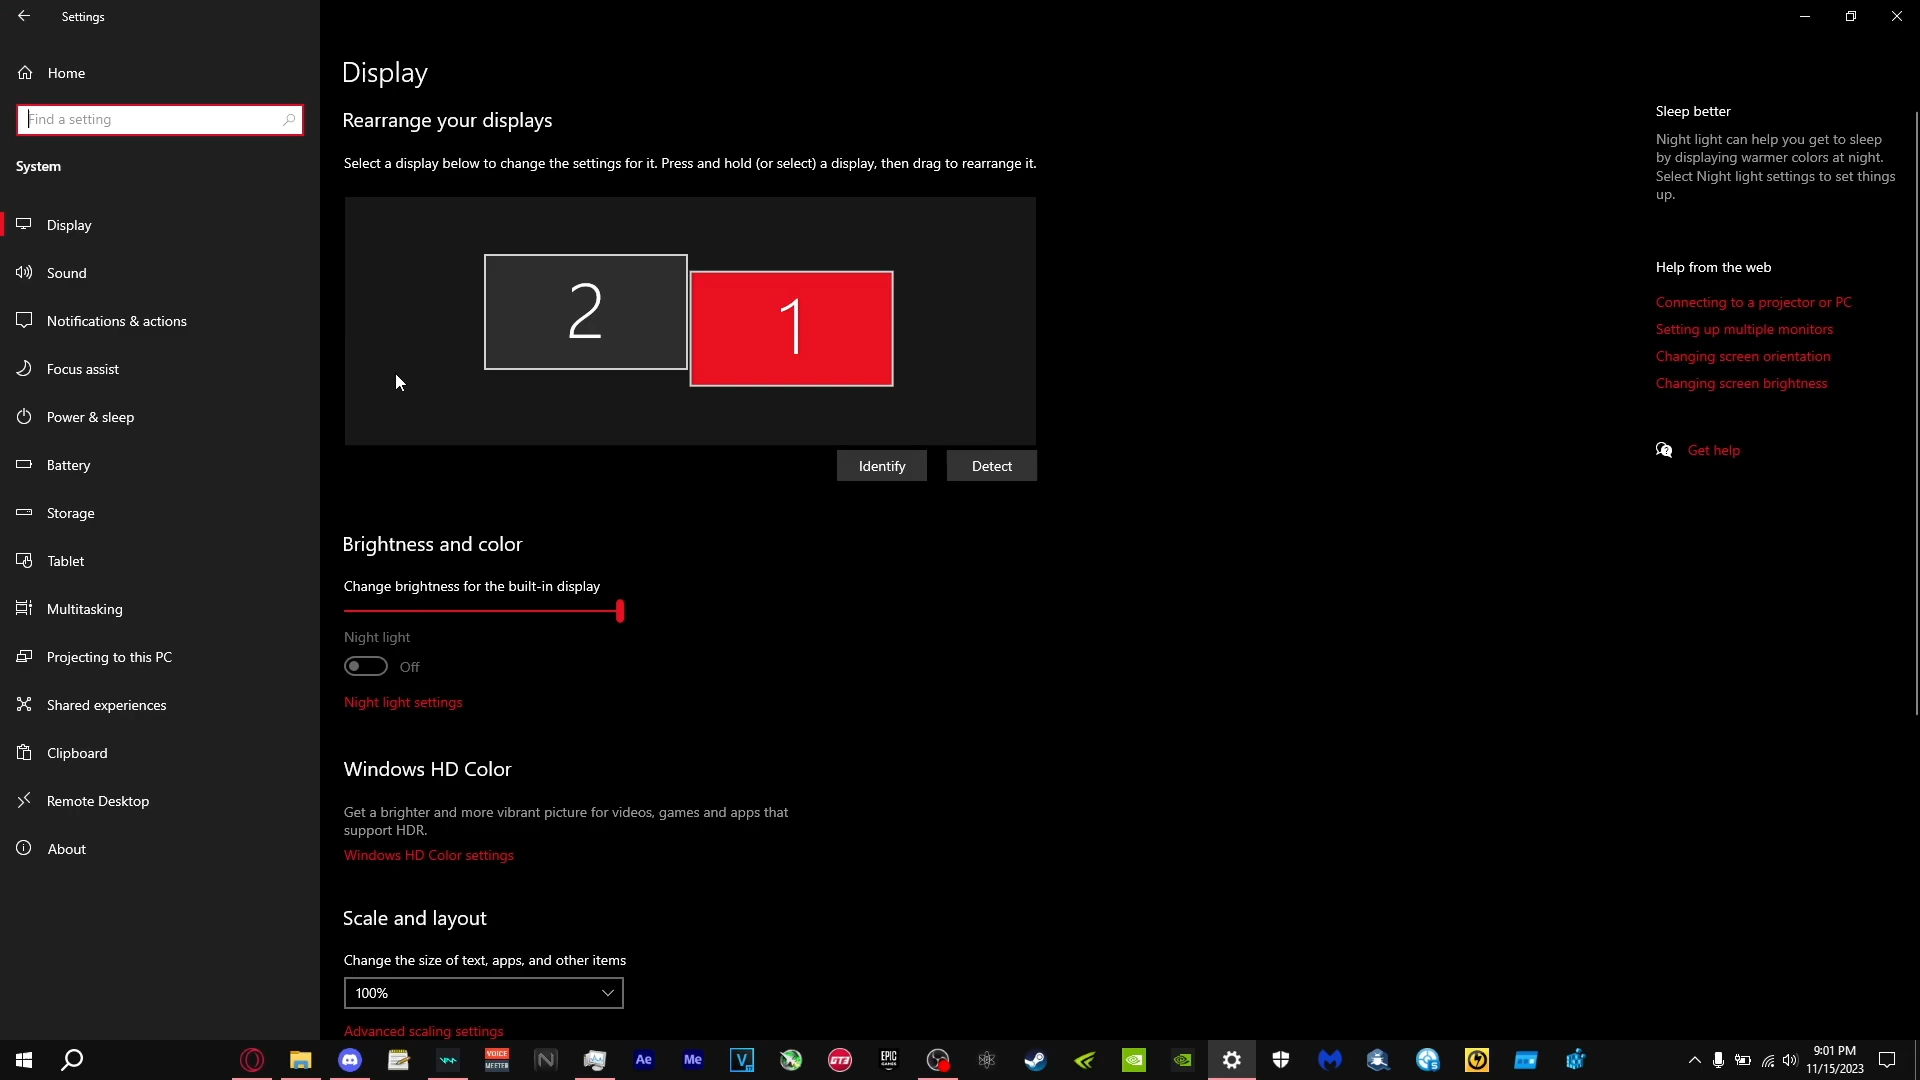 Settings
Home
Find a setting
System
Display
Sound
Notifications & actions
Focus assist
Power & sleep
Battery
Storage
Tablet
Multitasking
Projecting to this PC
Shared experiences
Clipboard
Remote Desktop
About
Display
Rearrange your displays
Select a display below to change the settings for it. Press and hold (or select) a display, then drag to rearrange it.
2
1
Identify
Detect
Brightness and color
Change brightness for the built-in display
Night light
Off
Night light settings
Windows HD Color
Get a brighter and more vibrant picture for videos, games and apps that
support HDR.
Windows HD Color settings
Scale and layout
Change the size of text, apps, and other items
100%
Advanced scaling settings
Sleep better
Night light can help you get to sleep
by displaying warmer colors at night.
Select Night light settings to set things
up.
Help from the web
Connecting to a projector or PC
Setting up multiple monitors
Changing screen orientation
Changing screen brightness
Get help
VOICE
MEETER
N
Ae
Me
V
GT3
EPIC
GAMES
9:01 PM
11/15/2023